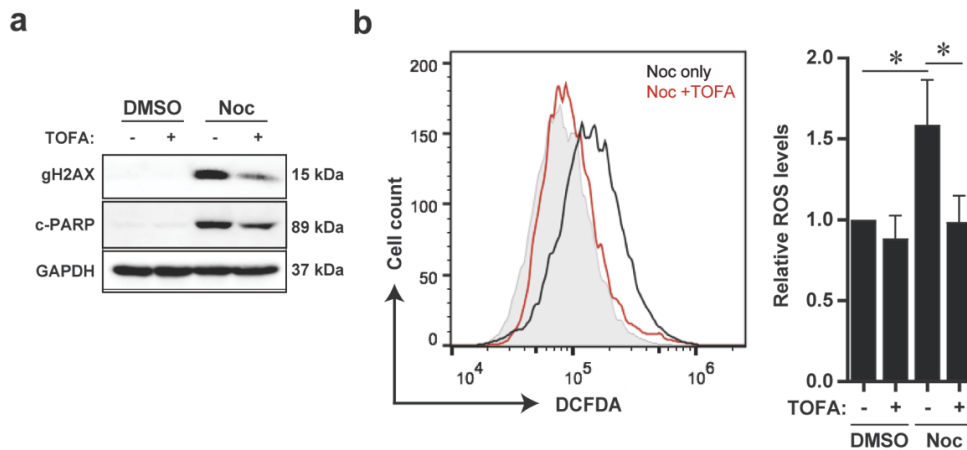 a
DMSO Noc
TOFA: - + - +
gH2AX 15 kDa
c-PARP 89 kDa
GAPDH 37 kDa
b
Noc only
Noc +TOFA
200
150
100
50
0
Cell count
10^4 10^5 10^6
DCFDA
* *
2.0
1.5
1.0
0.5
0.0
Relative ROS levels
TOFA: - + - +
DMSO Noc